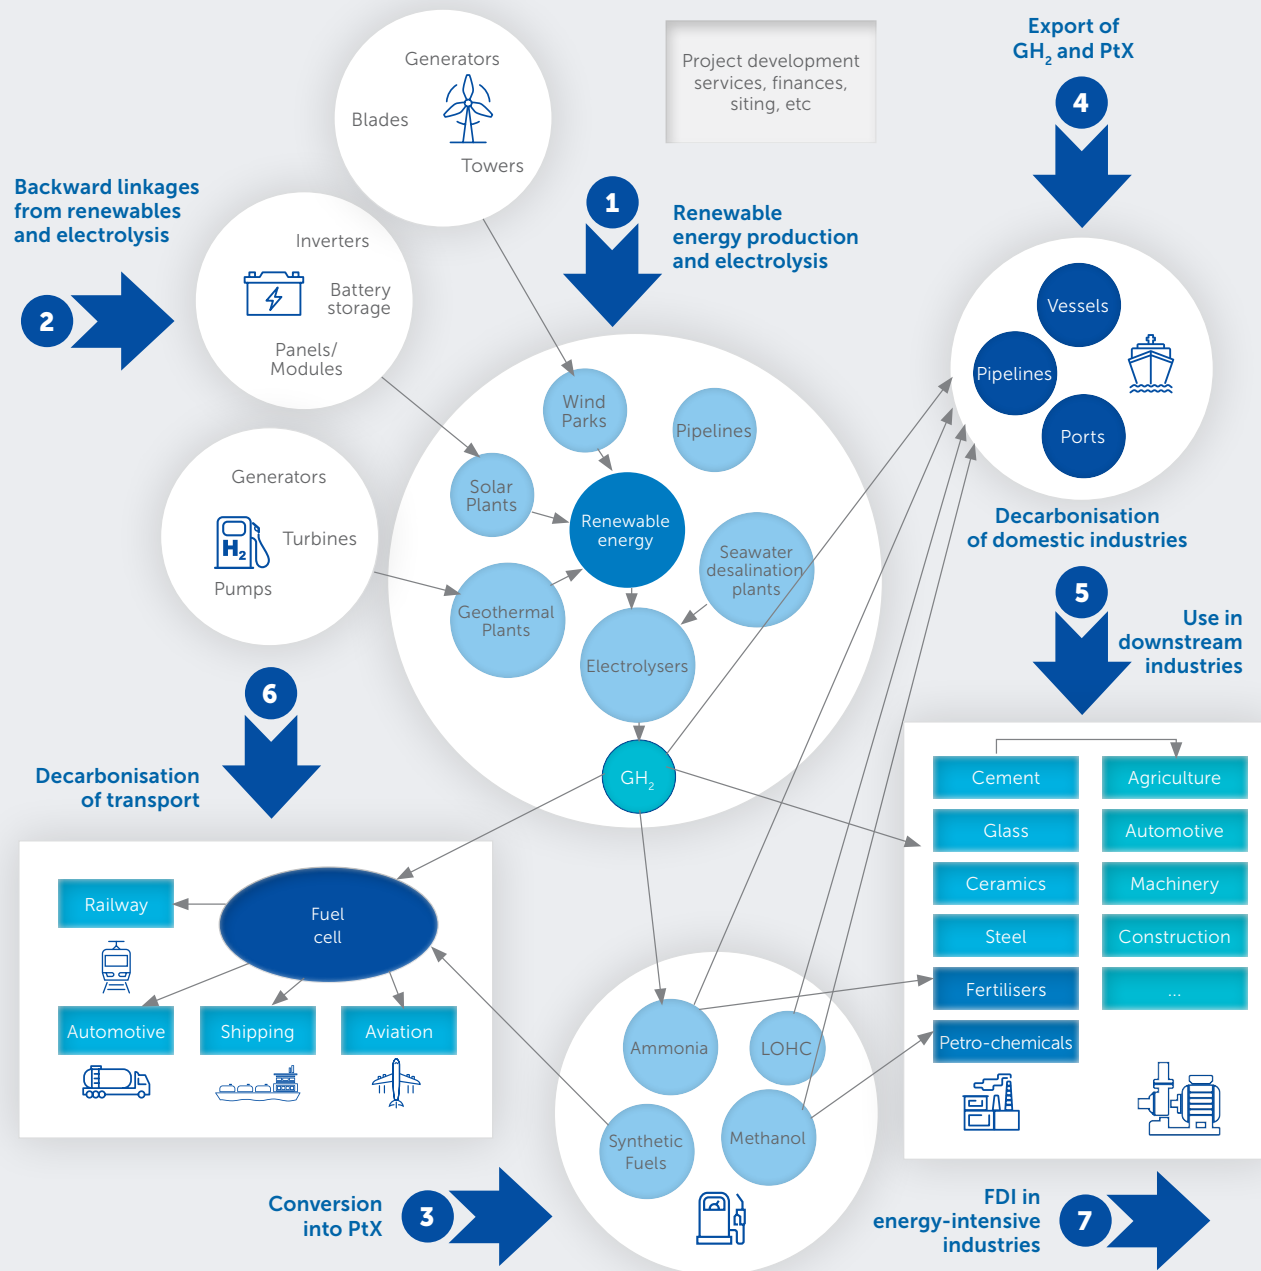 Generators
Blades
Towers
Project development
services, finances,
siting, etc
Export of
GH₂ and PtX
4
Backward linkages
from renewables
and electrolysis
2
Inverters
Battery
storage
Panels/
Modules
1
Renewable
energy production
and electrolysis
Vessels
Pipelines
Ports
Generators
H₂
Turbines
Pumps
Wind
Parks
Pipelines
Solar
Plants
Renewable
energy
Seawater
desalination
plants
Geothermal
Plants
Electrolysers
GH₂
Decarbonisation
of domestic industries
5
Use in
downstream
industries
6
Decarbonisation
of transport
Fuel
cell
Railway
Automotive
Shipping
Aviation
Cement
Agriculture
Glass
Automotive
Ceramics
Machinery
Steel
Construction
Fertilisers
...
Petro-chemicals
Ammonia
LOHC
Synthetic
Fuels
Methanol
Conversion
into PtX
3
FDI in
energy-intensive
industries
7